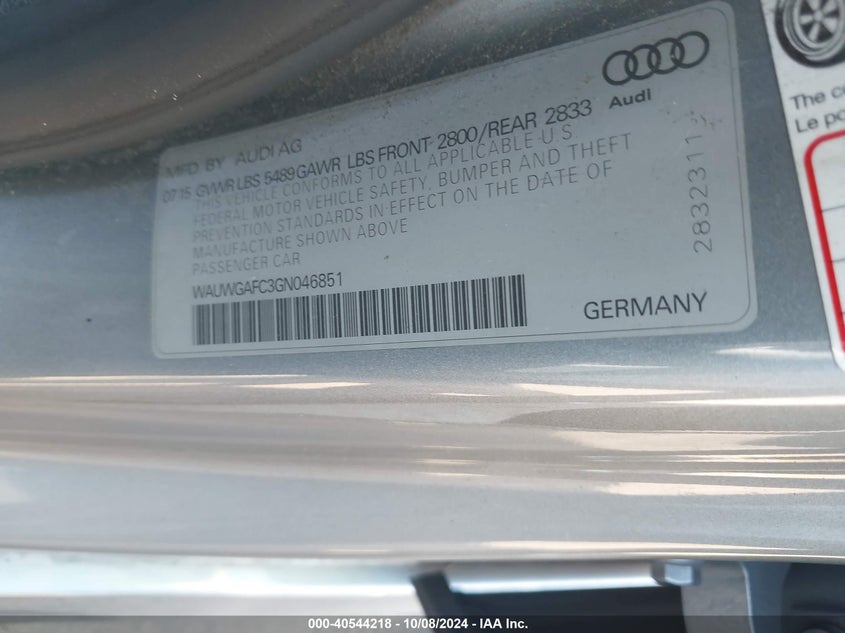 Audi
MFD BY AUDI AG
07 15 GVWR LBS 5489 GAWR LBS FRONT 2800/REAR 2833
THIS VEHICLE CONFORMS TO ALL APPLICABLE U S
FEDERAL MOTOR VEHICLE SAFETY, BUMPER AND THEFT
PREVENTION STANDARDS IN EFFECT ON THE DATE OF
MANUFACTURE SHOWN ABOVE
PASSENGER CAR
WAUWGAFC3GN046851
GERMANY
2832311
The
Le
000-40544218 - 10/08/2024 - IAA Inc.